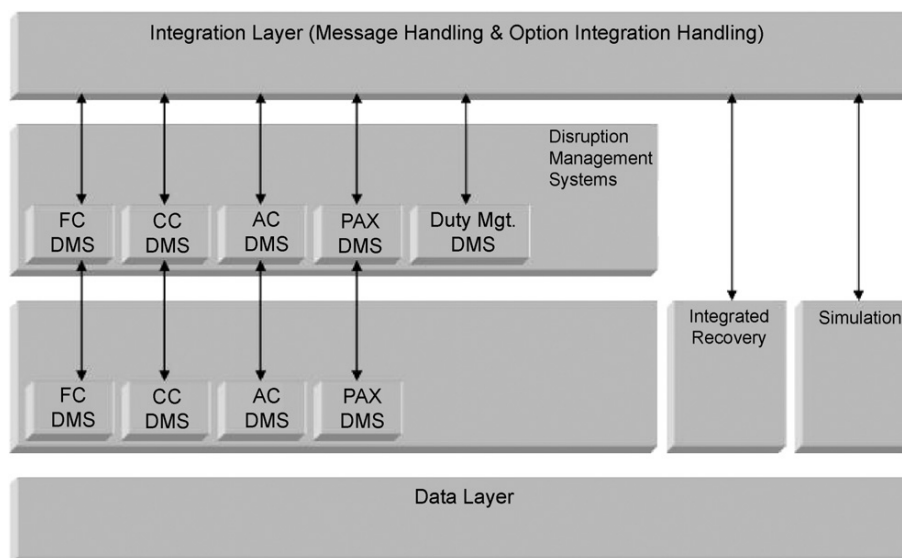 Integration Layer (Message Handling & Option Integration Handling)
Disruption
Management
Systems
FC
DMS
CC
DMS
AC
DMS
PAX
DMS
Duty Mgt.
DMS
Integrated
Recovery
Simulation
FC
DMS
CC
DMS
AC
DMS
PAX
DMS
Data Layer